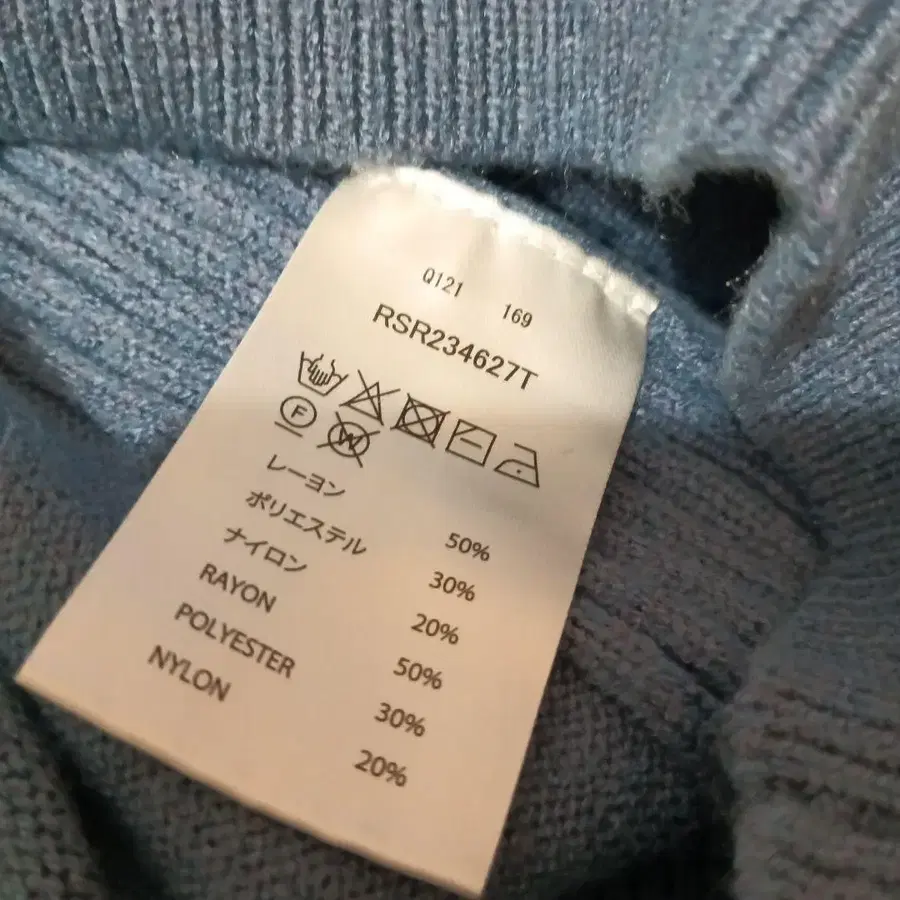 Q121 169
RSR234627T
F
W
レーヨン 50%
ポリエステル 30%
ナイロン 20%
RAYON 50%
POLYESTER 30%
NYLON 20%